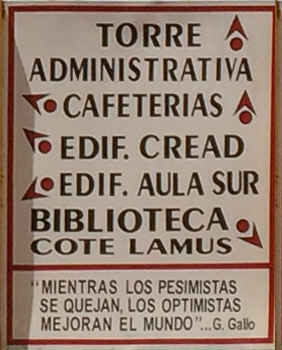 TORRE
ADMINISTRATIVA
CAFETERIAS
EDIF. CREAD
EDIF. AULA SUR
BIBLIOTECA
COTE LAMUS
"MIENTRAS LOS PESIMISTAS
SE QUEJAN, LOS OPTIMISTAS
MEJORAN EL MUNDO"...G. Gallo